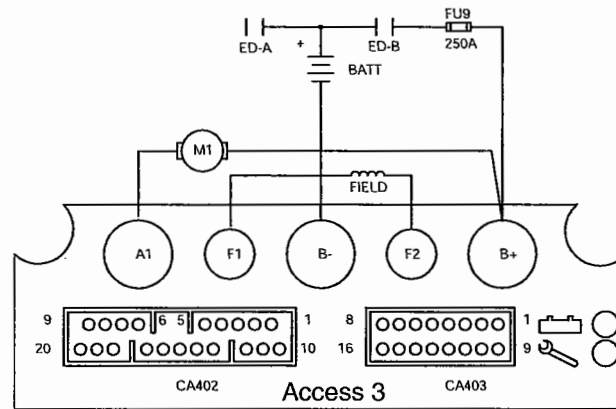 FU9
ED-A
+
ED-B
250A
BATT
M1
FIELD
A1
F1
B-
F2
B+
9
6
5
1
8
1
20
10
16
9
CA402
Access 3
CA403